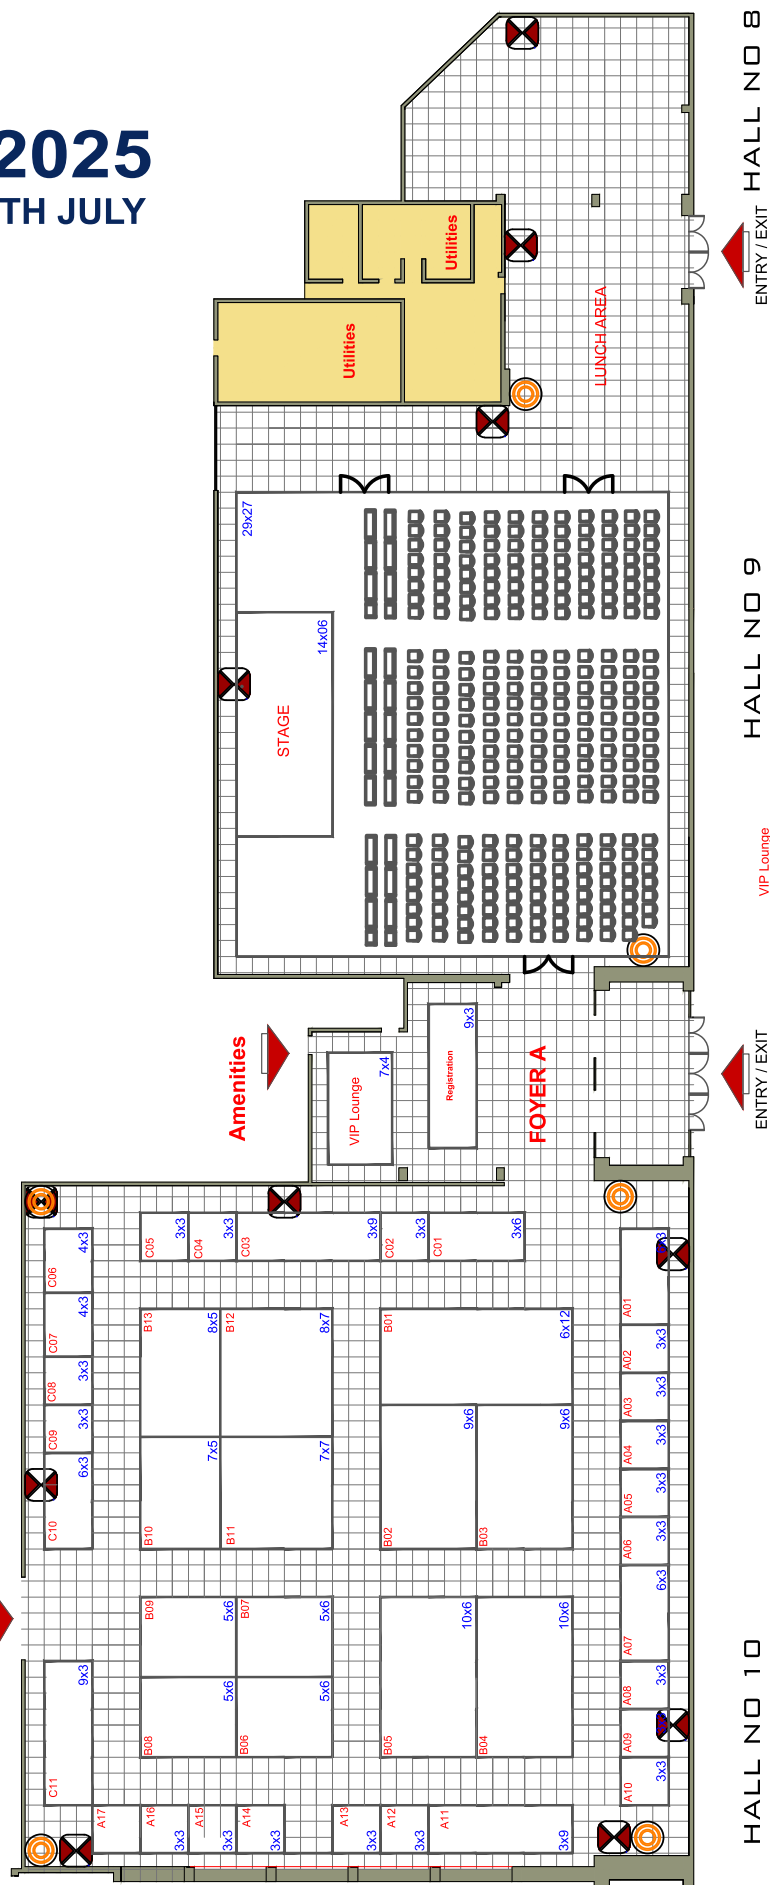 2025
TH JULY
HALL NO 8
ENTRY / EXIT
Utilities
Utilities
LUNCH AREA
29x27
14x06
STAGE
HALL NO 9
VIP Lounge
Amenities
9x3
Registration
7x4
VIP Lounge
FOYER A
ENTRY / EXIT
C06
4x3
C07
4x3
C08
3x3
C09
3x3
C10
6x3
C11
9x3
C05
3x3
C04
3x3
C03
3x9
C02
3x3
C01
3x6
B13
8x5
B12
8x7
B01
6x12
B10
7x5
B11
7x7
B02
9x6
B03
9x6
B09
5x6
B07
5x6
B08
5x6
B06
5x6
B05
10x6
B04
10x6
A01
A02
3x3
A03
3x3
A04
3x3
A05
3x3
A06
3x3
A07
6x3
A08
3x3
A09
A10
3x3
A17
A16
3x3
A15
3x3
A14
3x3
A13
3x3
A12
3x3
A11
3x9
HALL NO 10